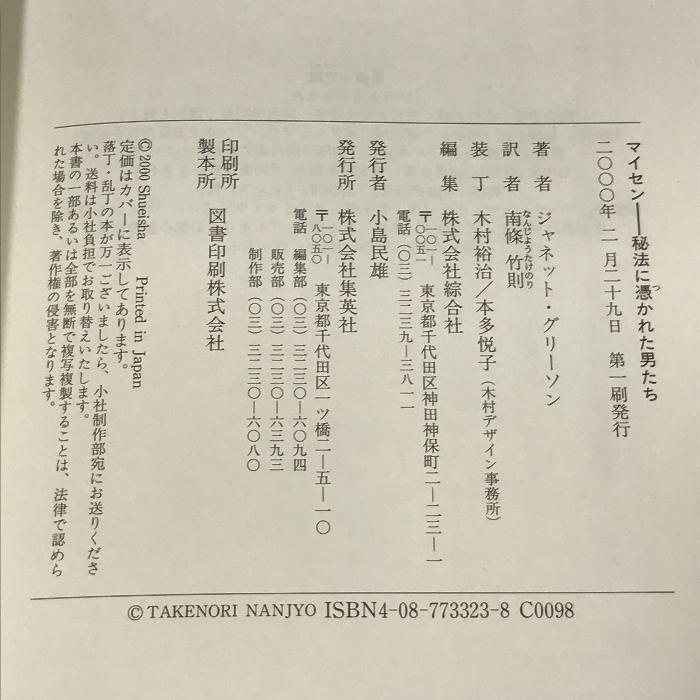 マイセン――秘法に憑かれた男たち
つ
二〇〇〇年 二月二十九日 第一刷発行
著者 ジャネット・グリーソン
訳者 南條竹則
なんじょうたけのり
装丁 木村裕治/本多悦子(木村デザイン事務所)
編集 株式会社綜合社
〒一〇一―〇〇五一 東京都千代田区神田神保町二―二三―一
電話(〇三)三二三九―三八一一
発行者 小島民雄
発行所 株式会社集英社
〒一〇一―八〇五〇 東京都千代田区一ツ橋二―五―一〇
電話 編集部(〇三)三二三〇―六〇九四
販売部(〇三)三二三〇―六三九三
制作部(〇三)三二三〇―六〇八〇
印刷所
製本所 図書印刷株式会社
© 2000 Shueisha Printed in Japan
定価はカバーに表示してあります。
落丁・乱丁の本が万一ございましたら、小社制作部宛にお送りくださ
い。送料は小社負担でお取り替えいたします。
本書の一部あるいは全部を無断で複写複製することは、法律で認めら
れた場合を除き、著作権の侵害となります。
© TAKENORI NANJYO ISBN4-08-773323-8 C0098